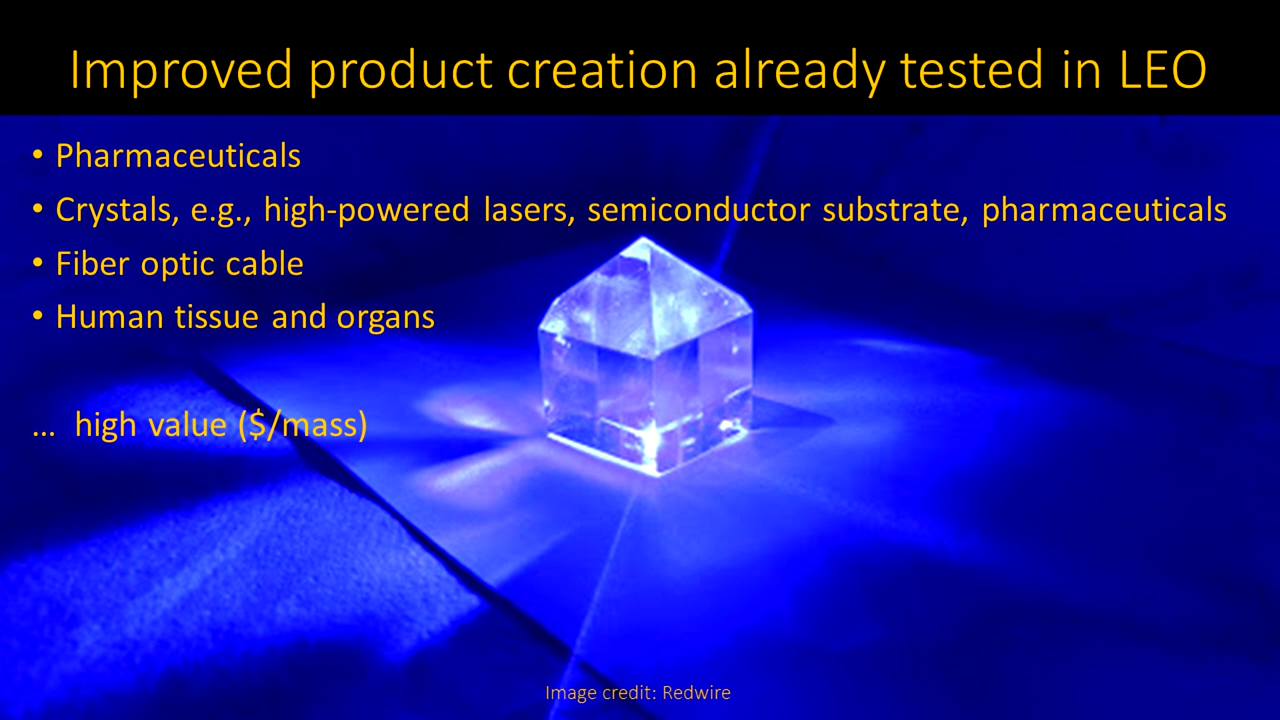 Improved product creation already tested in LEO
• Pharmaceuticals
• Crystals, e.g., high-powered lasers, semiconductor substrate, pharmaceuticals
• Fiber optic cable
• Human tissue and organs
… high value ($/mass)
Image credit: Redwire